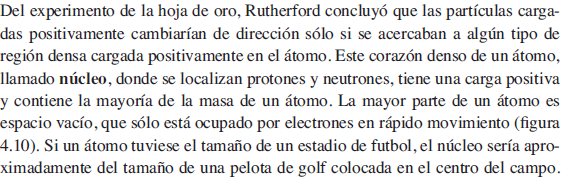 Del experimento de la hoja de oro, Rutherford concluyó que las partículas carga-
das positivamente cambiarían de dirección sólo si se acercaban a algún tipo de
región densa cargada positivamente en el átomo. Este corazón denso de un átomo,
llamado núcleo, donde se localizan protones y neutrones, tiene una carga positiva
y contiene la mayoría de la masa de un átomo. La mayor parte de un átomo es
espacio vacío, que sólo está ocupado por electrones en rápido movimiento (figura
4.10). Si un átomo tuviese el tamaño de un estadio de futbol, el núcleo sería apro-
ximadamente del tamaño de una pelota de golf colocada en el centro del campo.